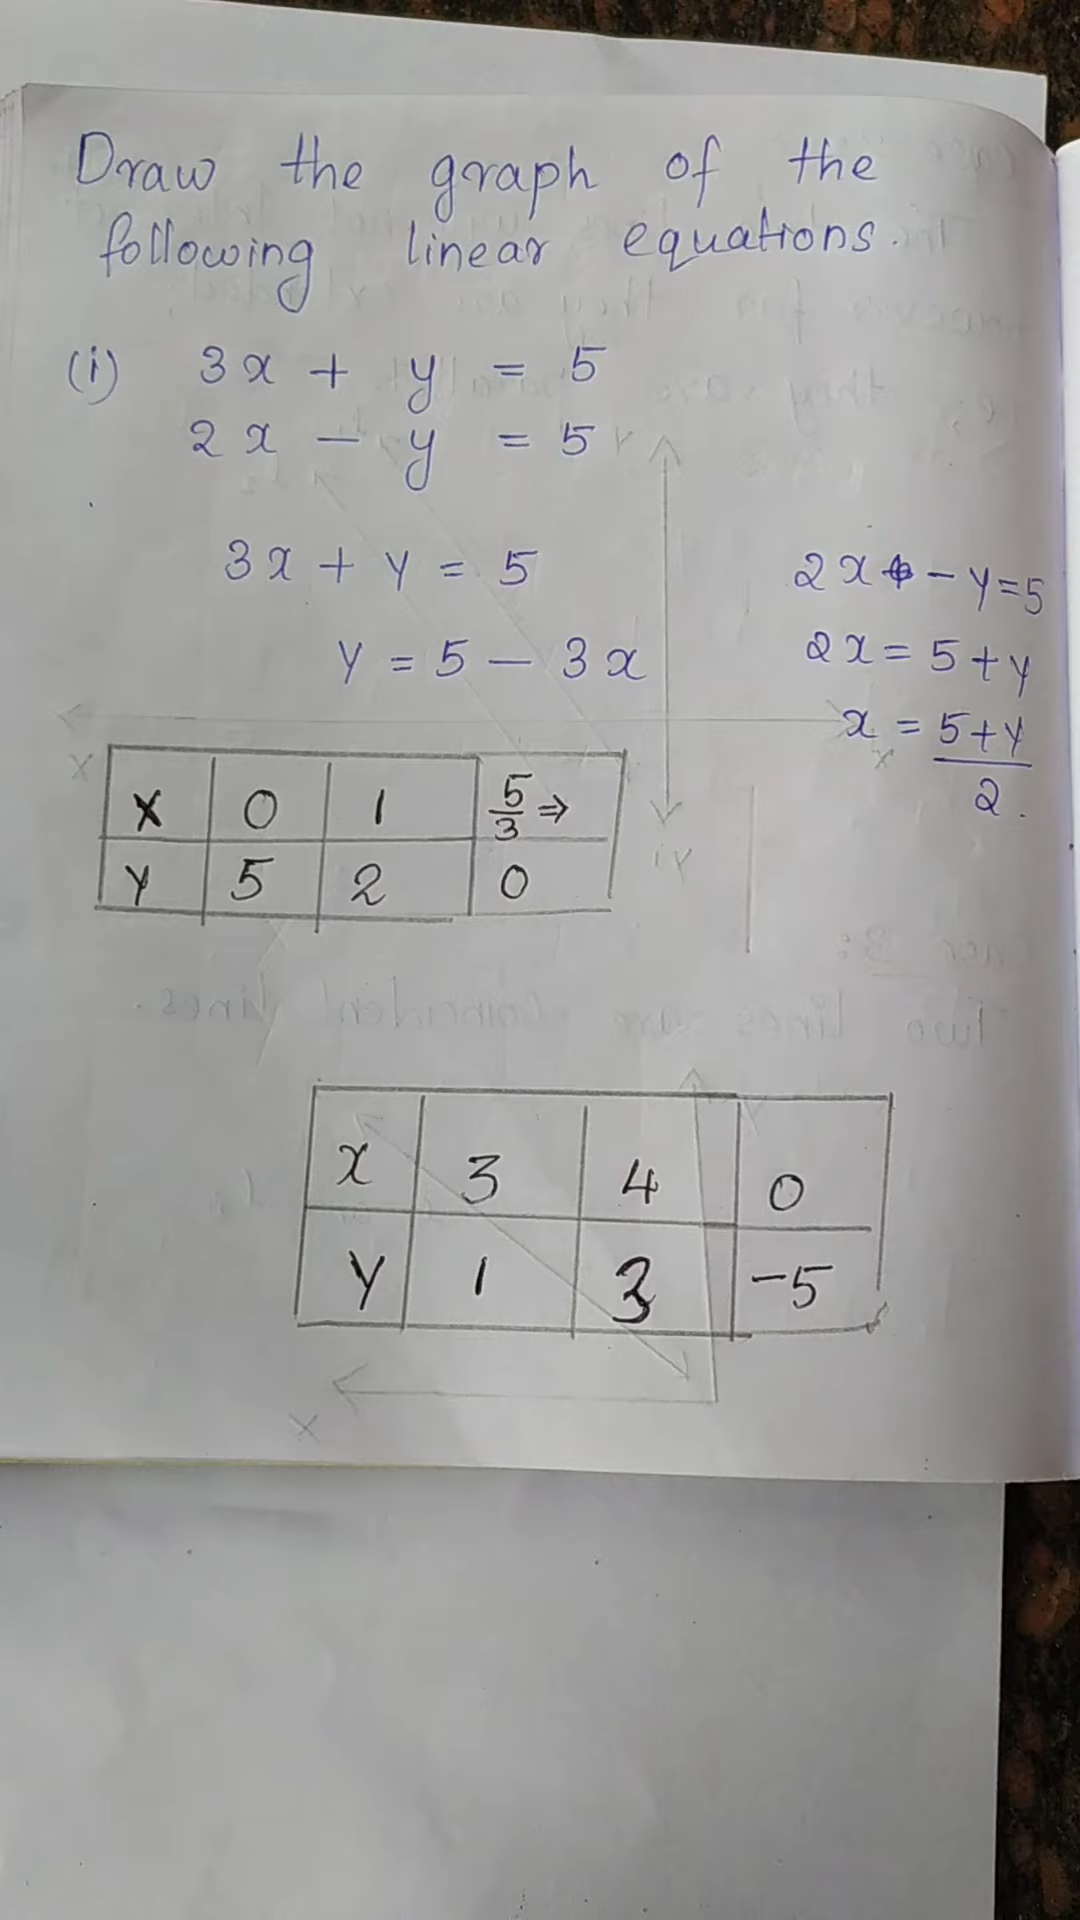 Draw the graph of the
following linear equations.
(i) 3x + y = 5
2x - y = 5
3x + y = 5
y = 5 - 3x
2x - y = 5
2x = 5 + y
x = 5+y
2.
X 0 1 5/3 ⇒
Y 5 2 0
x 3 4 0
y 1 3 -5